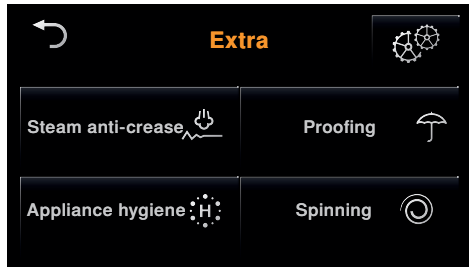 Extra
Steam anti-crease
Proofing
Appliance hygiene H
Spinning